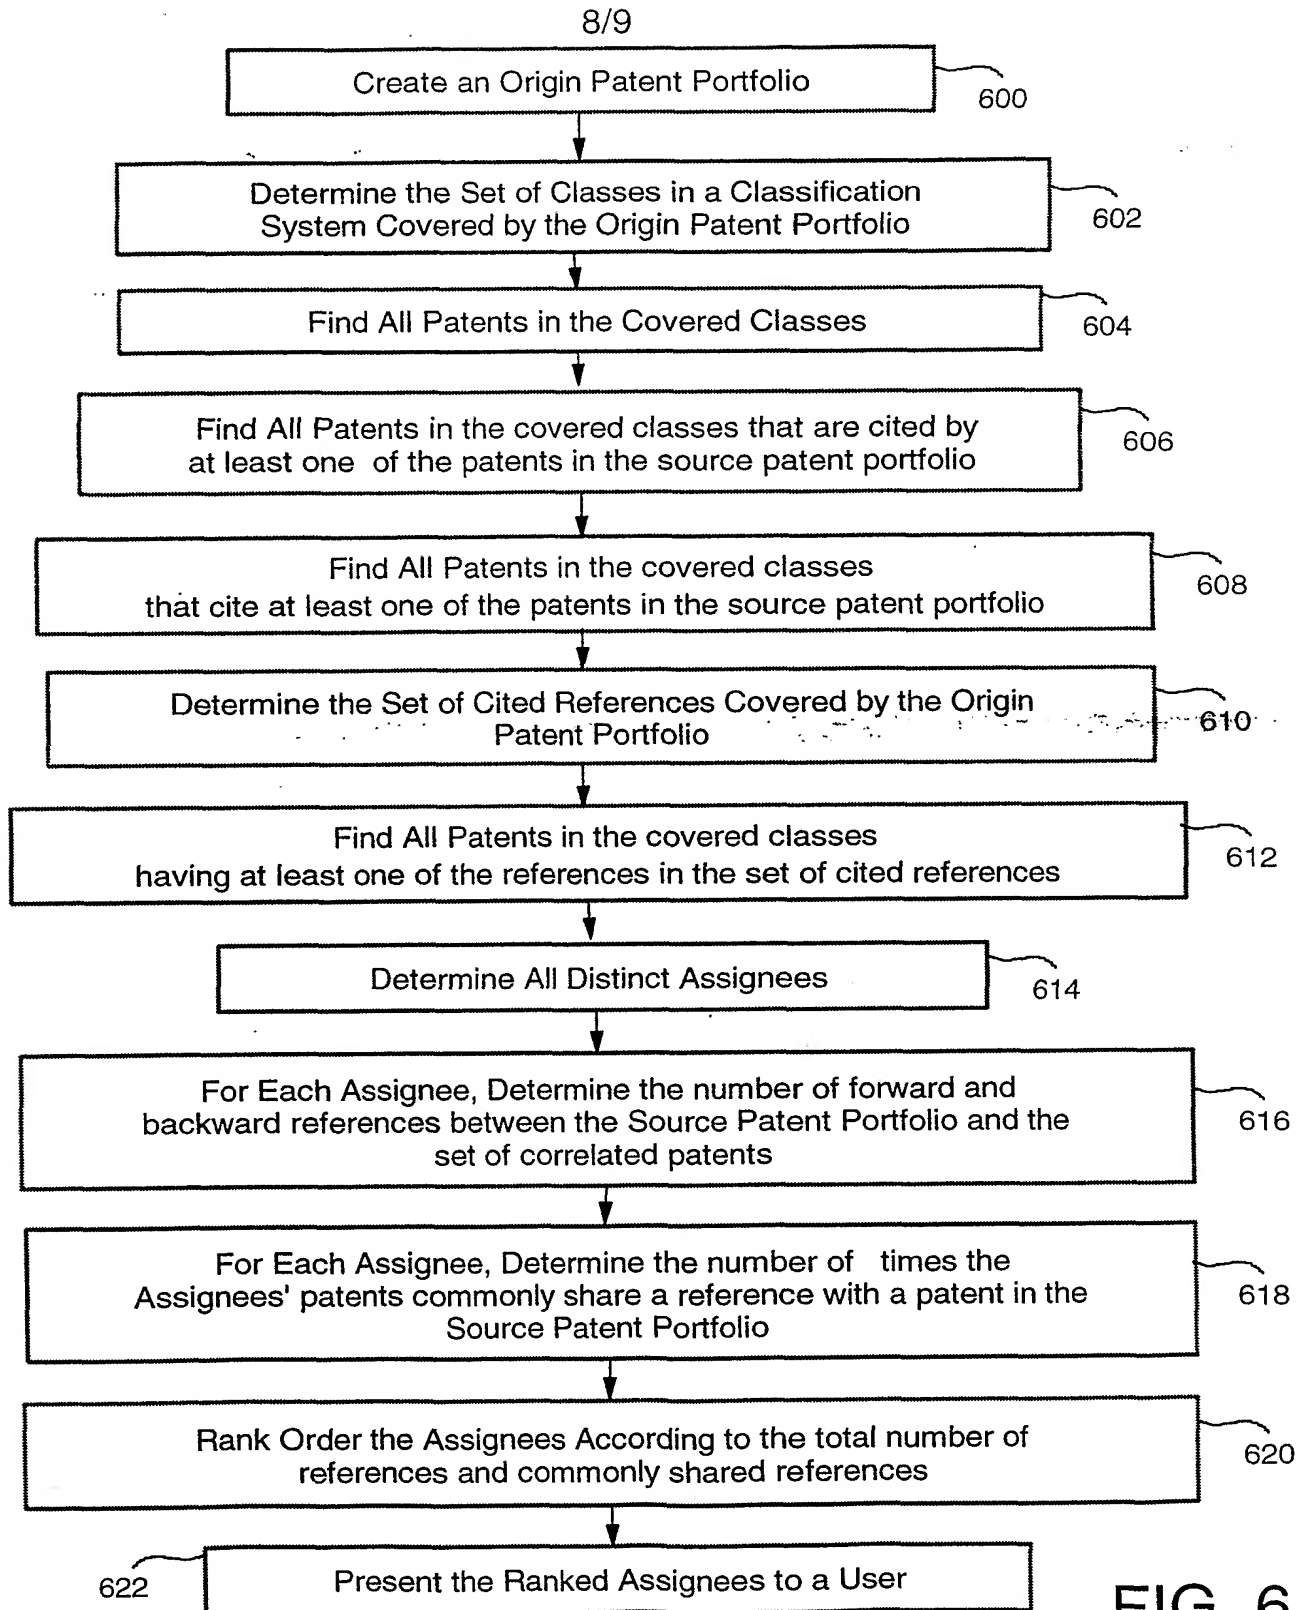 8/9
Create an Origin Patent Portfolio
600
Determine the Set of Classes in a Classification
System Covered by the Origin Patent Portfolio
602
Find All Patents in the Covered Classes
604
Find All Patents in the covered classes that are cited by
at least one of the patents in the source patent portfolio
606
Find All Patents in the covered classes
that cite at least one of the patents in the source patent portfolio
608
Determine the Set of Cited References Covered by the Origin
Patent Portfolio
610
Find All Patents in the covered classes
having at least one of the references in the set of cited references
612
Determine All Distinct Assignees
614
For Each Assignee, Determine the number of forward and
backward references between the Source Patent Portfolio and the
set of correlated patents
616
For Each Assignee, Determine the number of times the
Assignees' patents commonly share a reference with a patent in the
Source Patent Portfolio
618
Rank Order the Assignees According to the total number of
references and commonly shared references
620
Present the Ranked Assignees to a User
622
FIG. 6